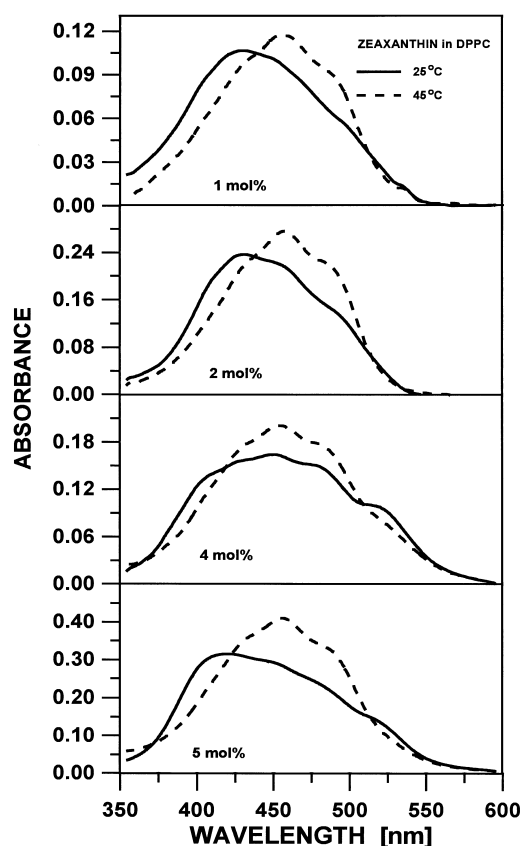 ZEAXANTHIN in DPPC
25°C
45°C
0.12
0.09
0.06
0.03
0.00
1 mol%
0.24
0.16
0.08
0.00
2 mol%
0.18
0.12
0.06
0.00
4 mol%
0.40
0.30
0.20
0.10
0.00
5 mol%
ABSORBANCE
350 400 450 500 550 600
WAVELENGTH [nm]